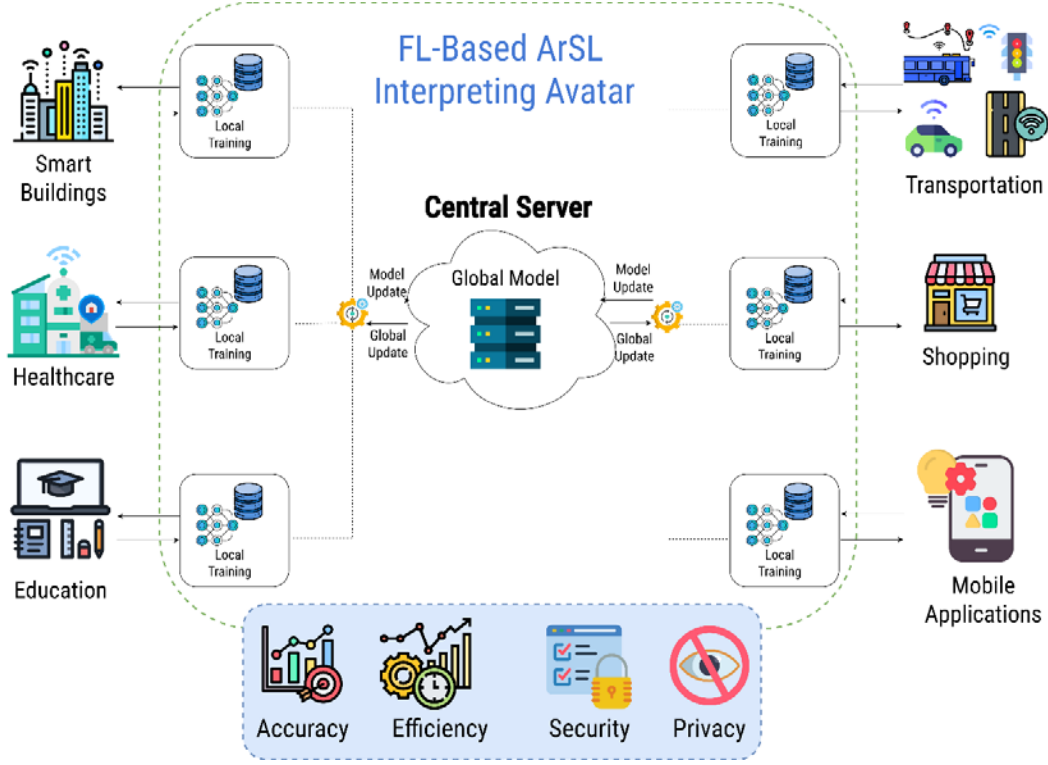 FL-Based ArSL
Interpreting Avatar
Local
Training
Smart
Buildings
Local
Training
Transportation
Central Server
Global Model
Model
Update
Global
Update
Model
Update
Global
Update
Local
Training
Healthcare
Local
Training
Shopping
Local
Training
Education
Local
Training
Mobile
Applications
Accuracy
Efficiency
Security
Privacy